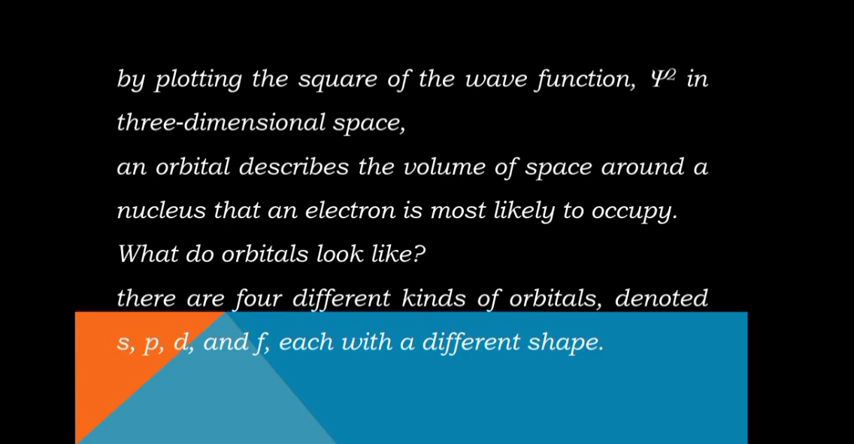 by plotting the square of the wave function, Ψ² in
three-dimensional space,
an orbital describes the volume of space around a
nucleus that an electron is most likely to occupy.
What do orbitals look like?
there are four different kinds of orbitals, denoted
s, p, d, and f, each with a different shape.